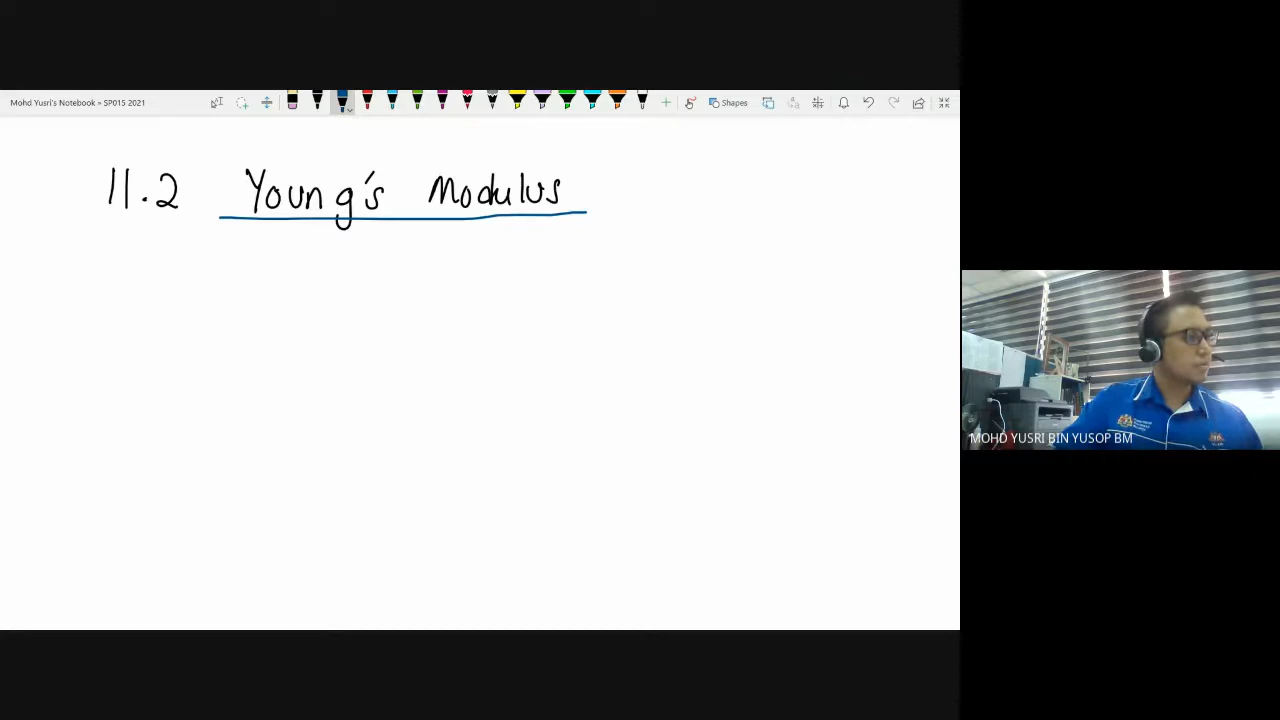 Mohd Yusri's Notebook » SP015 2021
Shapes
11.2 Young's Modulus
MOHD YUSRI BIN YUSOP BM